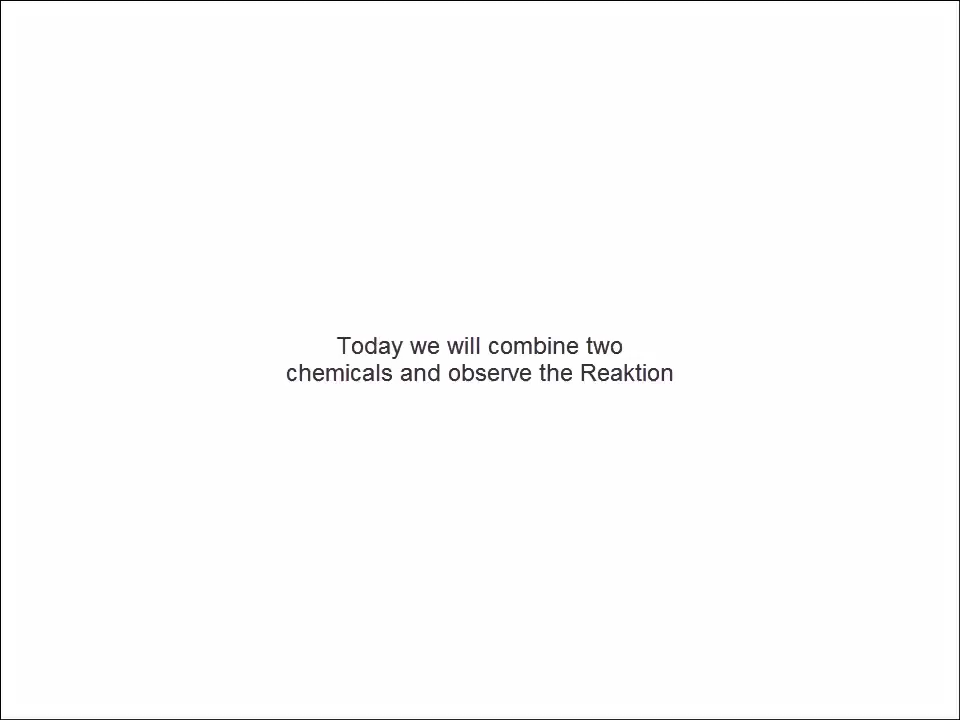 Today we will combine two
chemicals and observe the Reaktion